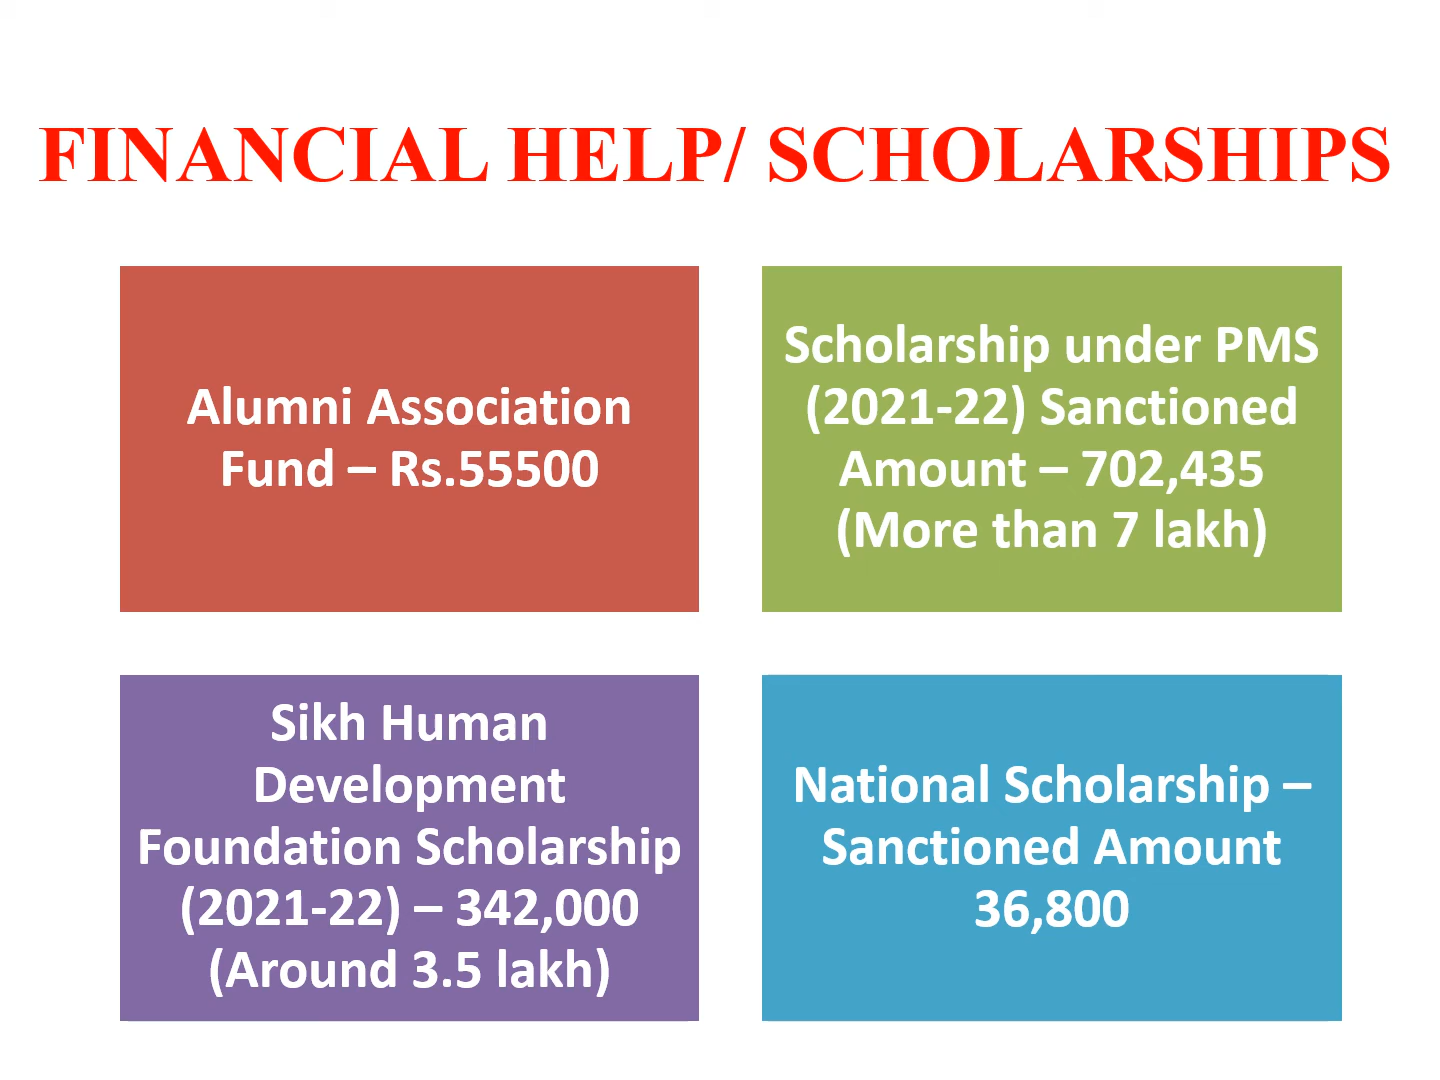 FINANCIAL HELP/ SCHOLARSHIPS
Alumni Association
Fund – Rs.55500
Scholarship under PMS
(2021-22) Sanctioned
Amount – 702,435
(More than 7 lakh)
Sikh Human
Development
Foundation Scholarship
(2021-22) – 342,000
(Around 3.5 lakh)
National Scholarship –
Sanctioned Amount
36,800